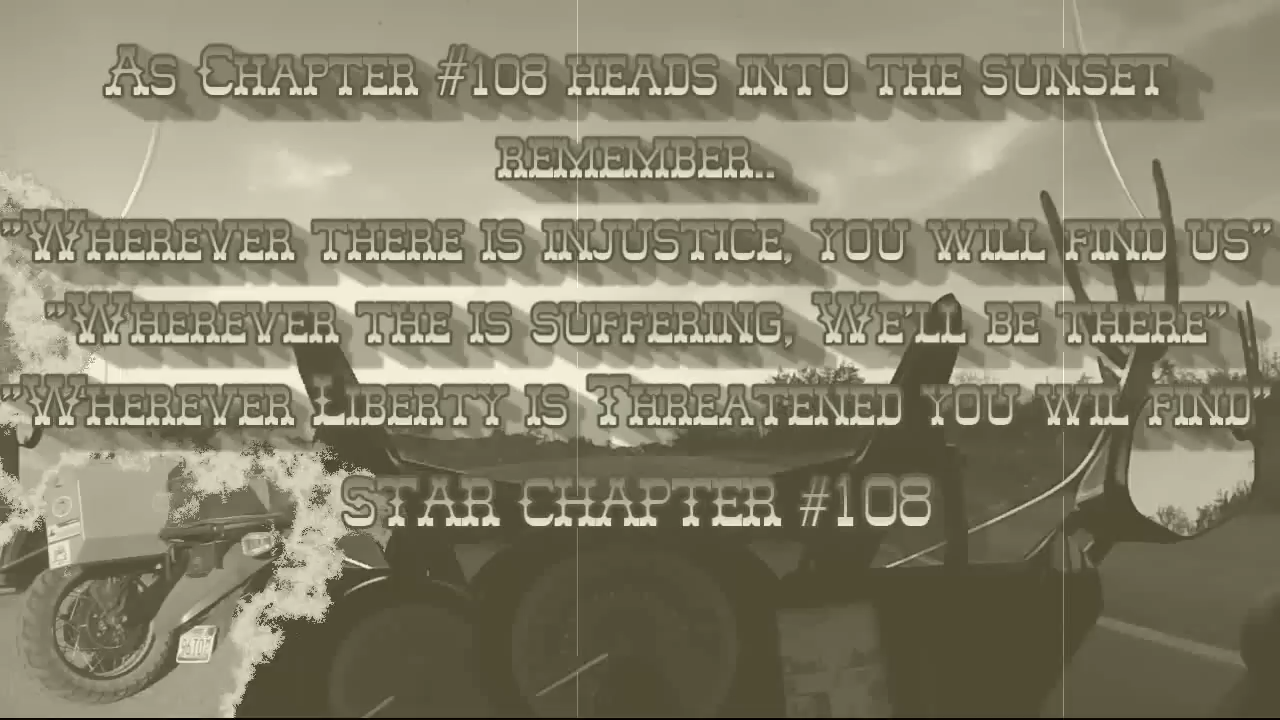 As Chapter #108 heads into the sunset
remember..
"Wherever there is injustice, you will find us"
"Wherever the is suffering, We'll be there"
"Wherever Liberty is Threatened you wil find"
Star Chapter #108